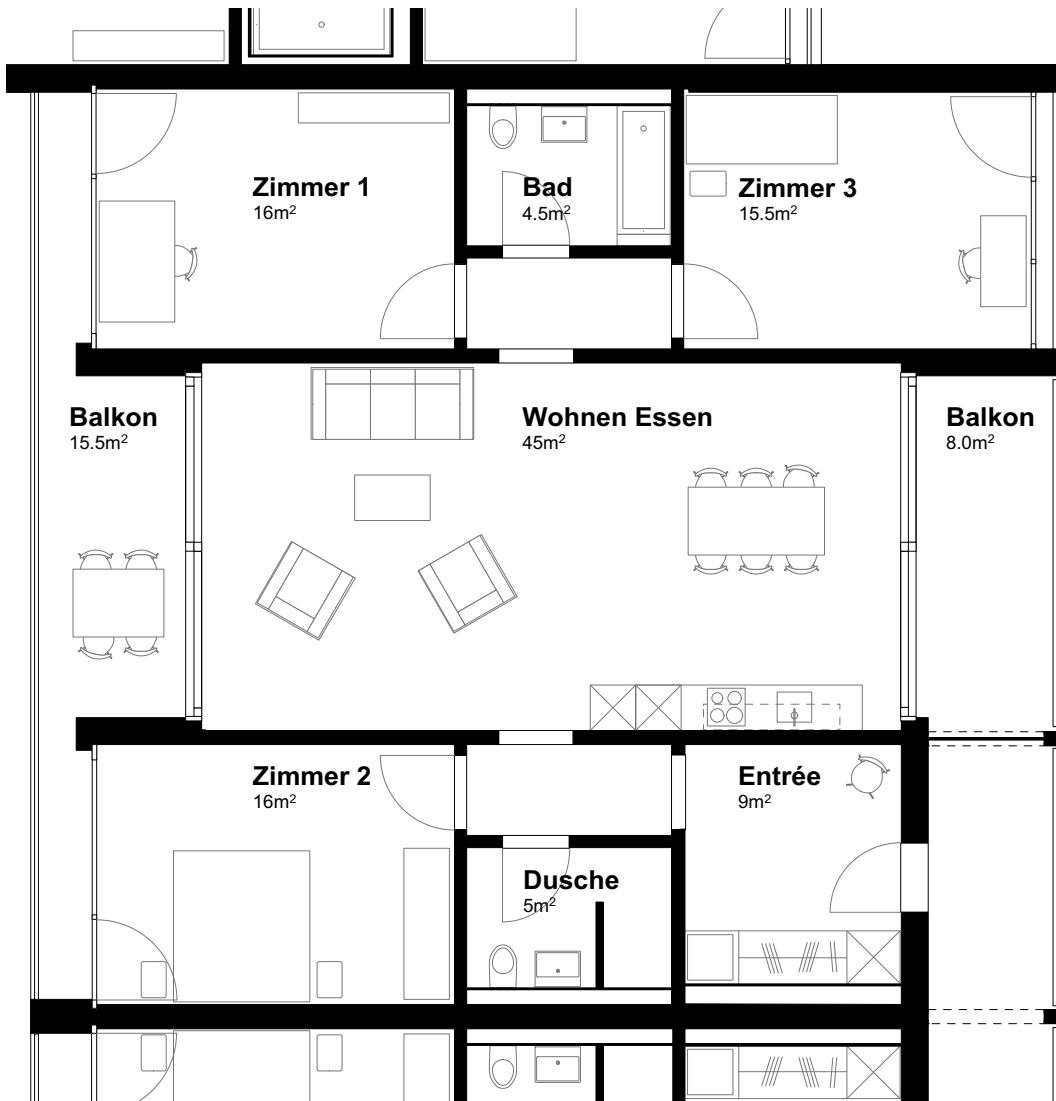 Zimmer 1
16m²
Bad
4.5m²
Zimmer 3
15.5m²
Balkon
15.5m²
Wohnen Essen
45m²
Balkon
8.0m²
Zimmer 2
16m²
Entrée
9m²
Dusche
5m²